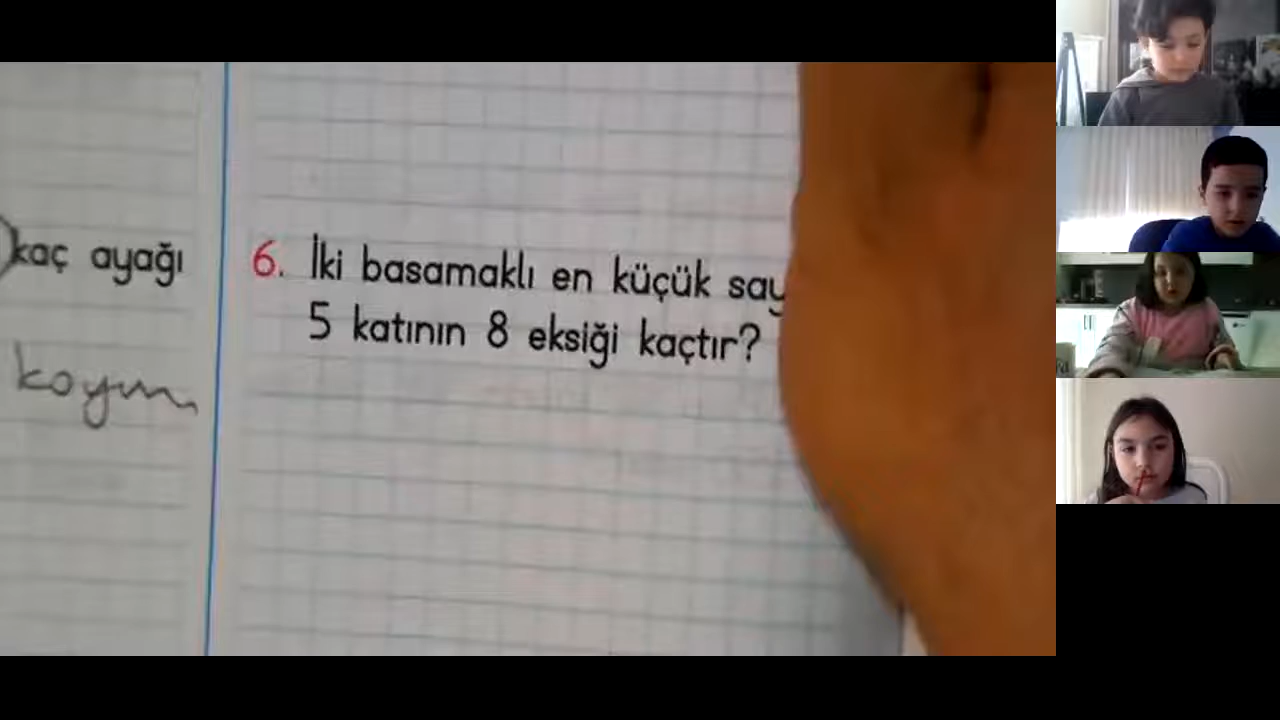 kaç ayağı
koyun
6. İki basamaklı en küçük say
5 katının 8 eksiği kaçtır?